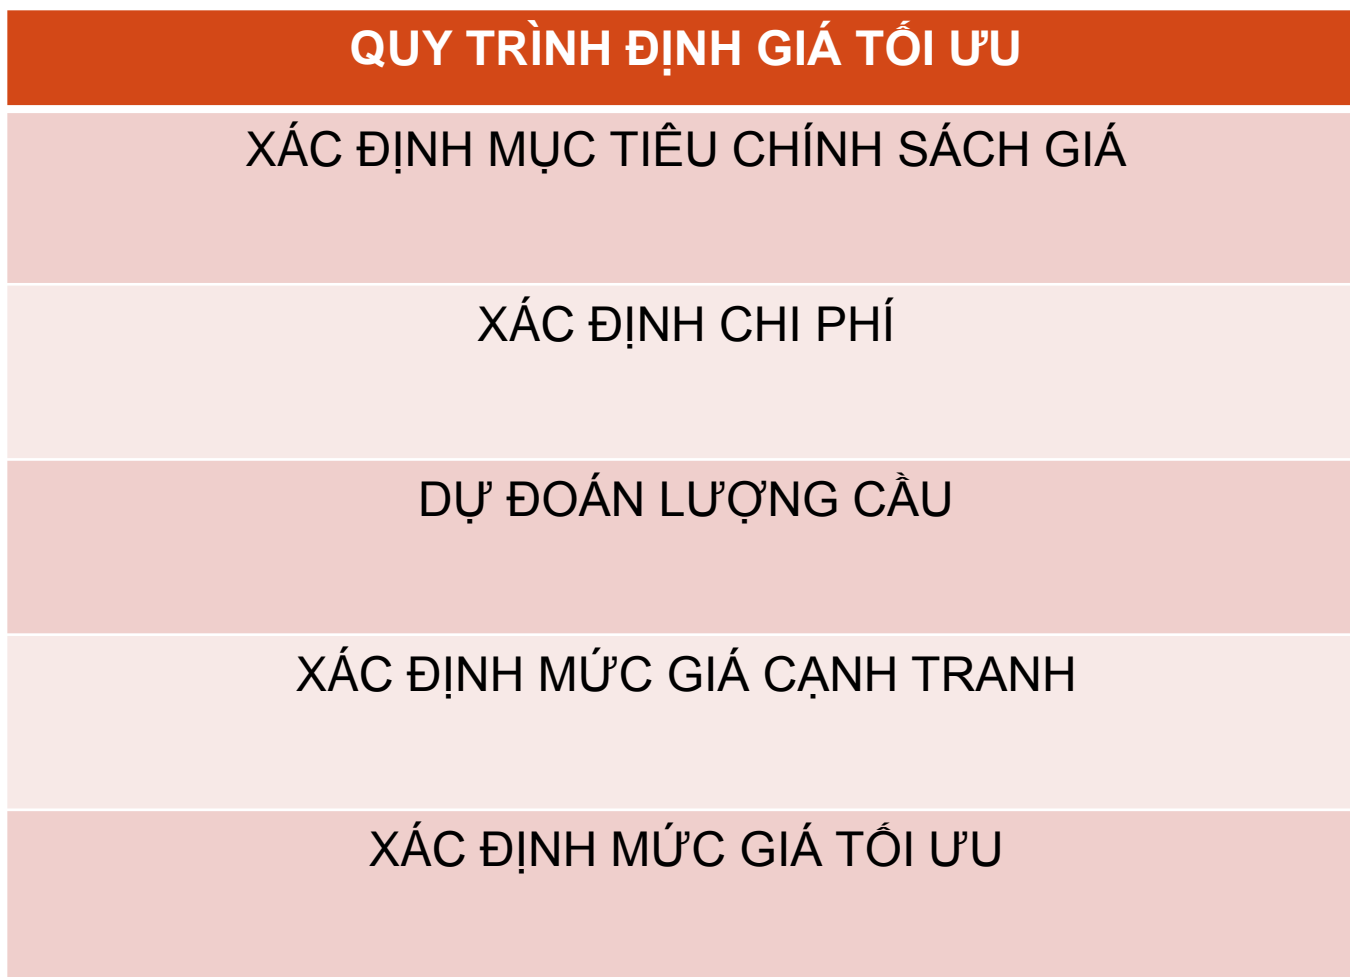 QUY TRÌNH ĐỊNH GIÁ TỐI ƯU
XÁC ĐỊNH MỤC TIÊU CHÍNH SÁCH GIÁ
XÁC ĐỊNH CHI PHÍ
DỰ ĐOÁN LƯỢNG CẦU
XÁC ĐỊNH MỨC GIÁ CẠNH TRANH
XÁC ĐỊNH MỨC GIÁ TỐI ƯU